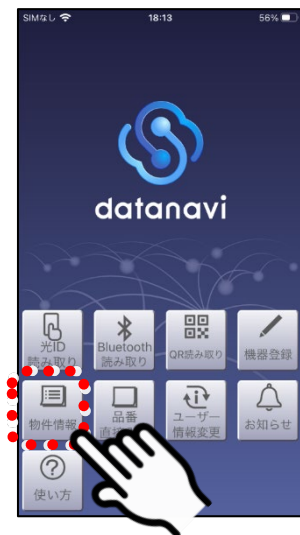 SIMなし 18:13 56%
datanavi
光ID
読み取り
Bluetooth
読み取り
QR読み取り
機器登録
物件情報
品番
ユーザー
情報変更
お知らせ
使い方